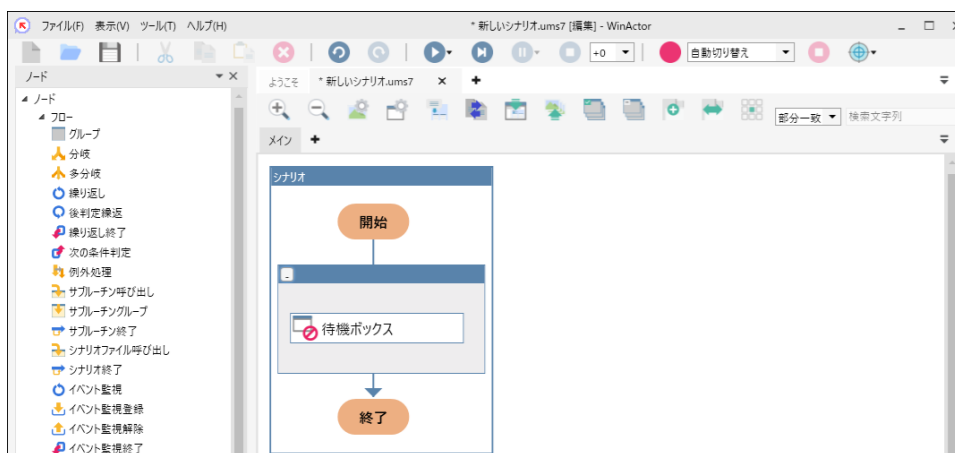 ファイル(F) 表示(V) ツール(T) ヘルプ(H)
* 新しいシナリオ.ums7 [編集] - WinActor
+0
自動切り替え
ノード
ようこそ
* 新しいシナリオ.ums7
部分一致
検索文字列
メイン
ノード
フロー
グループ
分岐
多分岐
繰り返し
後判定繰返
繰り返し終了
次の条件判定
例外処理
サブルーチン呼び出し
サブルーチングループ
サブルーチン終了
シナリオファイル呼び出し
シナリオ終了
イベント監視
イベント監視登録
イベント監視解除
イベント監視終了
シナリオ
開始
待機ボックス
終了